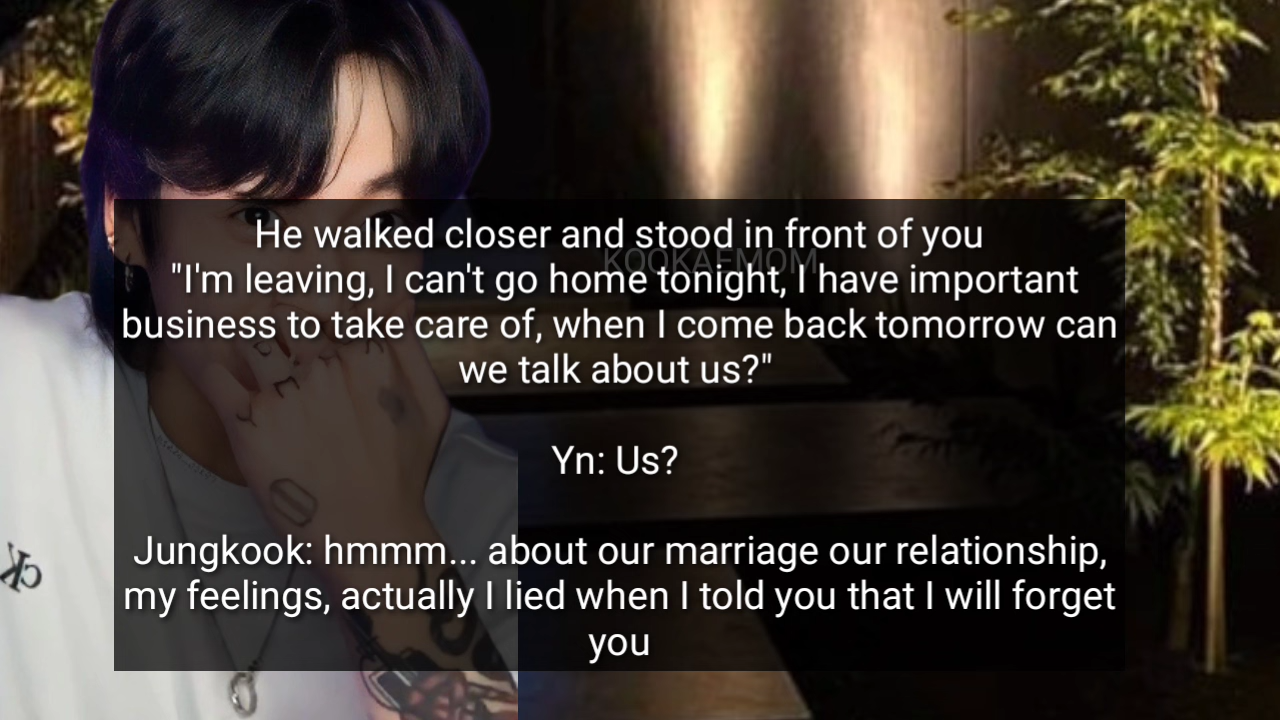 He walked closer and stood in front of you
KOOKAEMOM
"I'm leaving, I can't go home tonight, I have important
business to take care of, when I come back tomorrow can
we talk about us?"
Yn: Us?
Jungkook: hmmm... about our marriage our relationship,
my feelings, actually I lied when I told you that I will forget
you